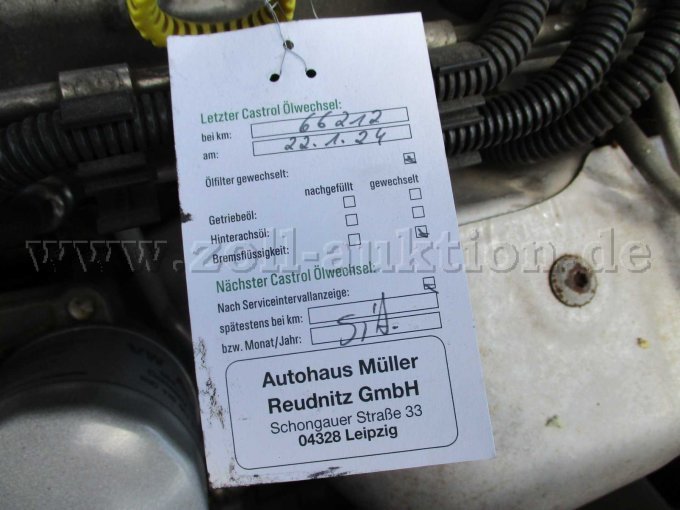 Letzter Castrol Ölwechsel:
bei km: 66212
am: 22.1.24
Ölfilter gewechselt:
nachgefüllt gewechselt
Getriebeöl:
Hinterachsöl:
Bremsflüssigkeit:
www.zoll-auktion.de
Nächster Castrol Ölwechsel:
Nach Serviceintervallanzeige:
spätestens bei km:
bzw. Monat/Jahr:
Autohaus Müller
Reudnitz GmbH
Schongauer Straße 33
04328 Leipzig